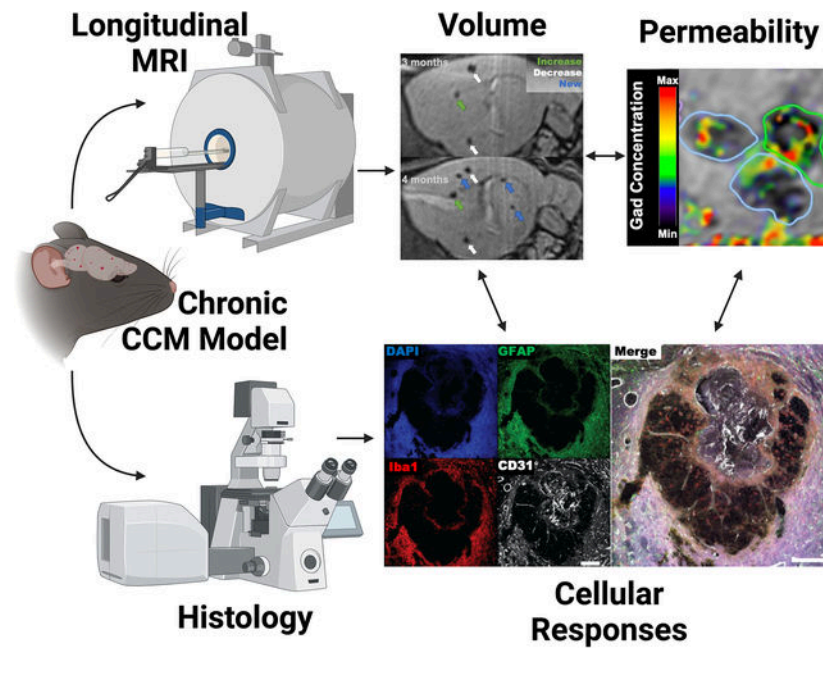 Longitudinal
MRI
Volume
Permeability
3 months
Increase
Decrease
New
4 months
Max
Gad Concentration
Min
Chronic
CCM Model
DAPI
GFAP
Merge
Iba1
CD31
Histology
Cellular
Responses